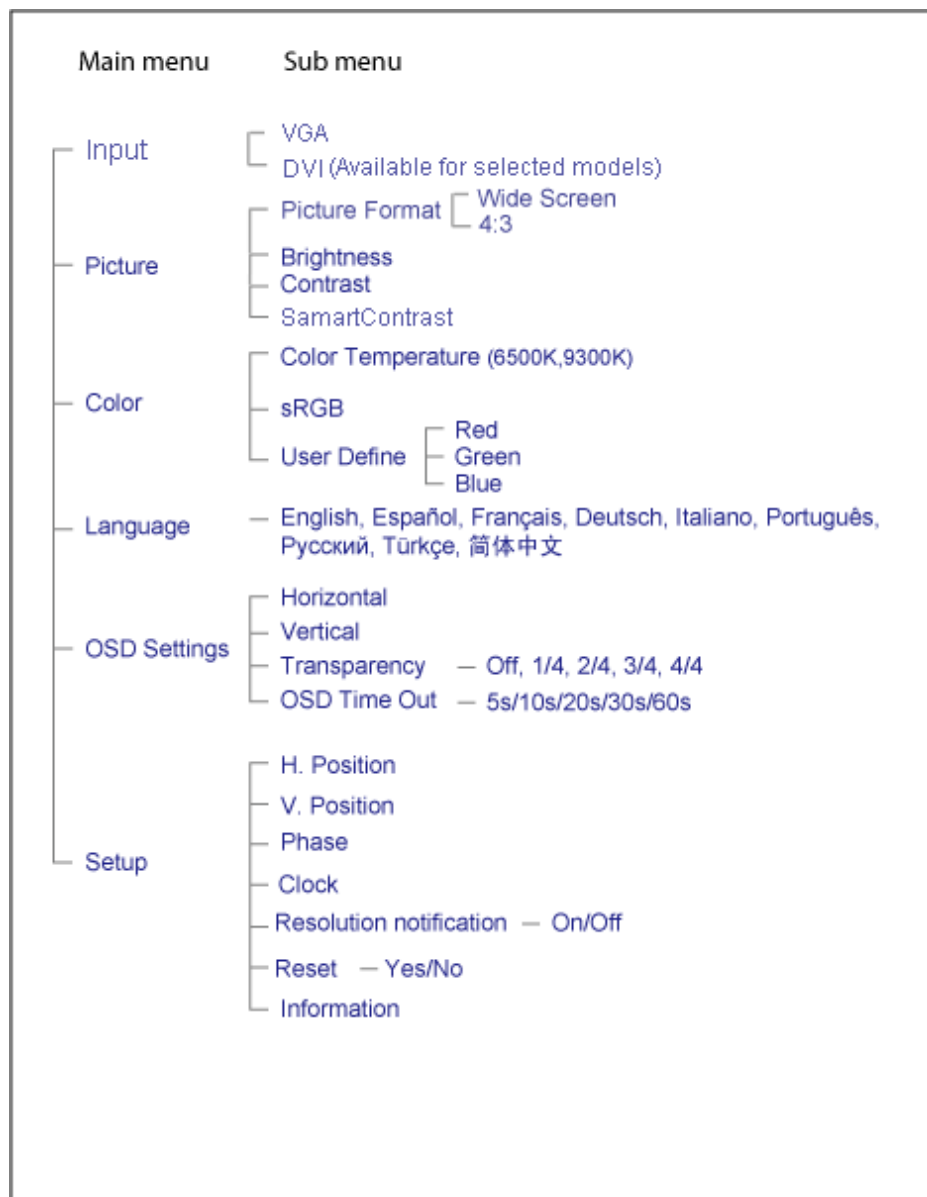 Main menu Sub menu
Input
VGA
DVI (Available for selected models)
Picture
Picture Format
Wide Screen
4:3
Brightness
Contrast
SamartContrast
Color
Color Temperature (6500K,9300K)
sRGB
User Define
Red
Green
Blue
Language
English, Español, Français, Deutsch, Italiano, Português,
Русский, Türkçe, 简体中文
OSD Settings
Horizontal
Vertical
Transparency — Off, 1/4, 2/4, 3/4, 4/4
OSD Time Out — 5s/10s/20s/30s/60s
Setup
H. Position
V. Position
Phase
Clock
Resolution notification — On/Off
Reset — Yes/No
Information